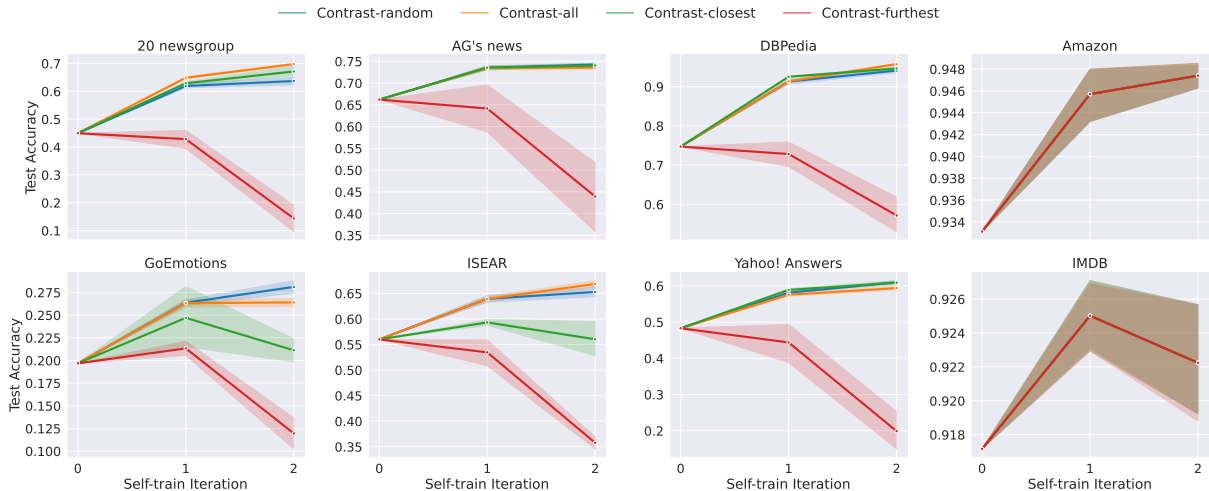 Contrast-random Contrast-all Contrast-closest Contrast-furthest
20 newsgroup
Test Accuracy
0.7
0.6
0.5
0.4
0.3
0.2
0.1
AG's news
0.75
0.70
0.65
0.60
0.55
0.50
0.45
0.40
0.35
DBPedia
0.9
0.8
0.7
0.6
Amazon
0.948
0.946
0.944
0.942
0.940
0.938
0.936
0.934
GoEmotions
Test Accuracy
0.275
0.250
0.225
0.200
0.175
0.150
0.125
0.100
0 1 2
Self-train Iteration
ISEAR
0.65
0.60
0.55
0.50
0.45
0.40
0.35
0 1 2
Self-train Iteration
Yahoo! Answers
0.6
0.5
0.4
0.3
0.2
0 1 2
Self-train Iteration
IMDB
0.926
0.924
0.922
0.920
0.918
0 1 2
Self-train Iteration